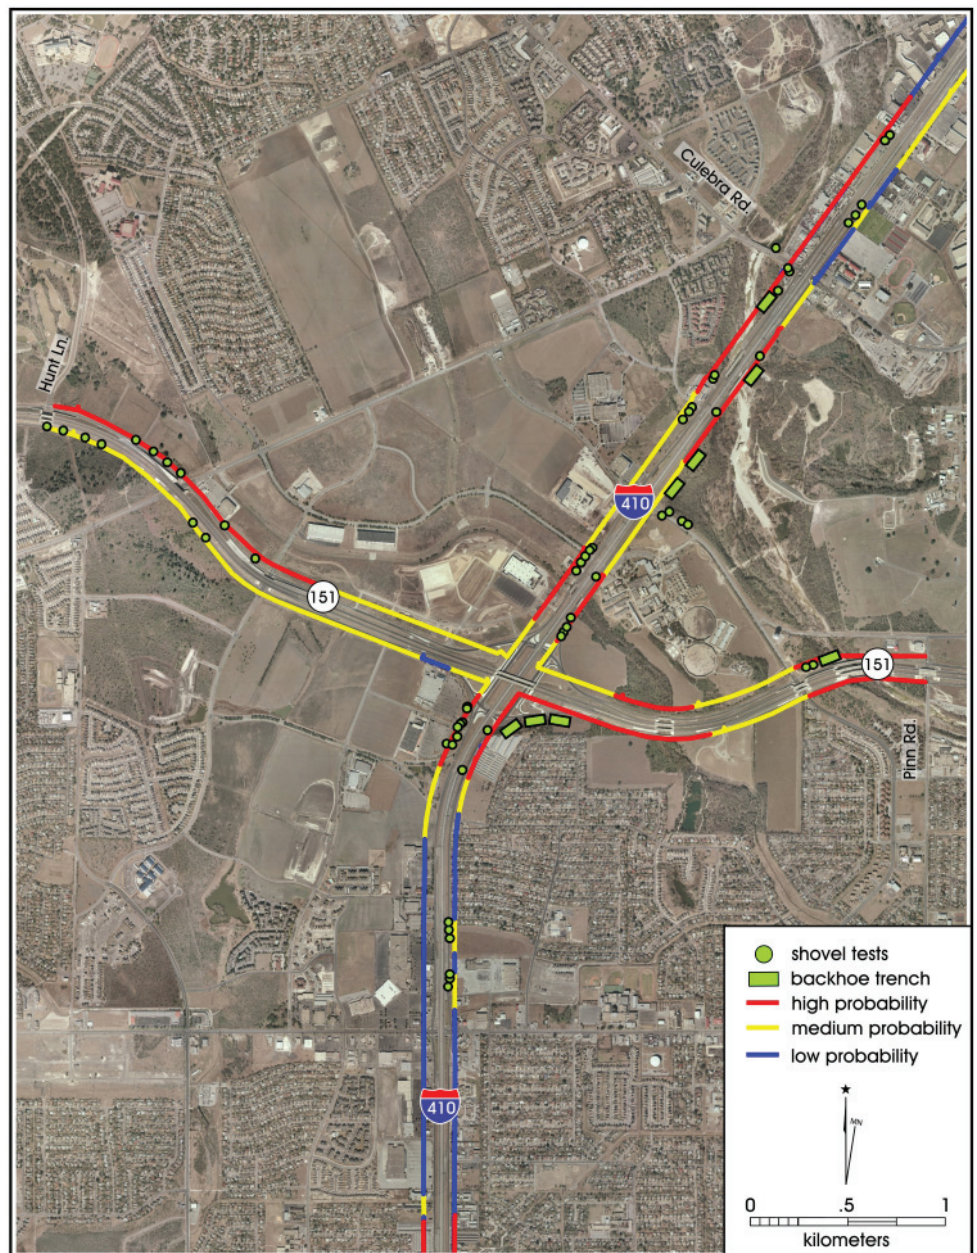 Culebra Rd.
Hunt Ln.
410
151
151
Pinn Rd.
shovel tests
backhoe trench
high probability
medium probability
low probability
410
MN
0 .5 1
kilometers